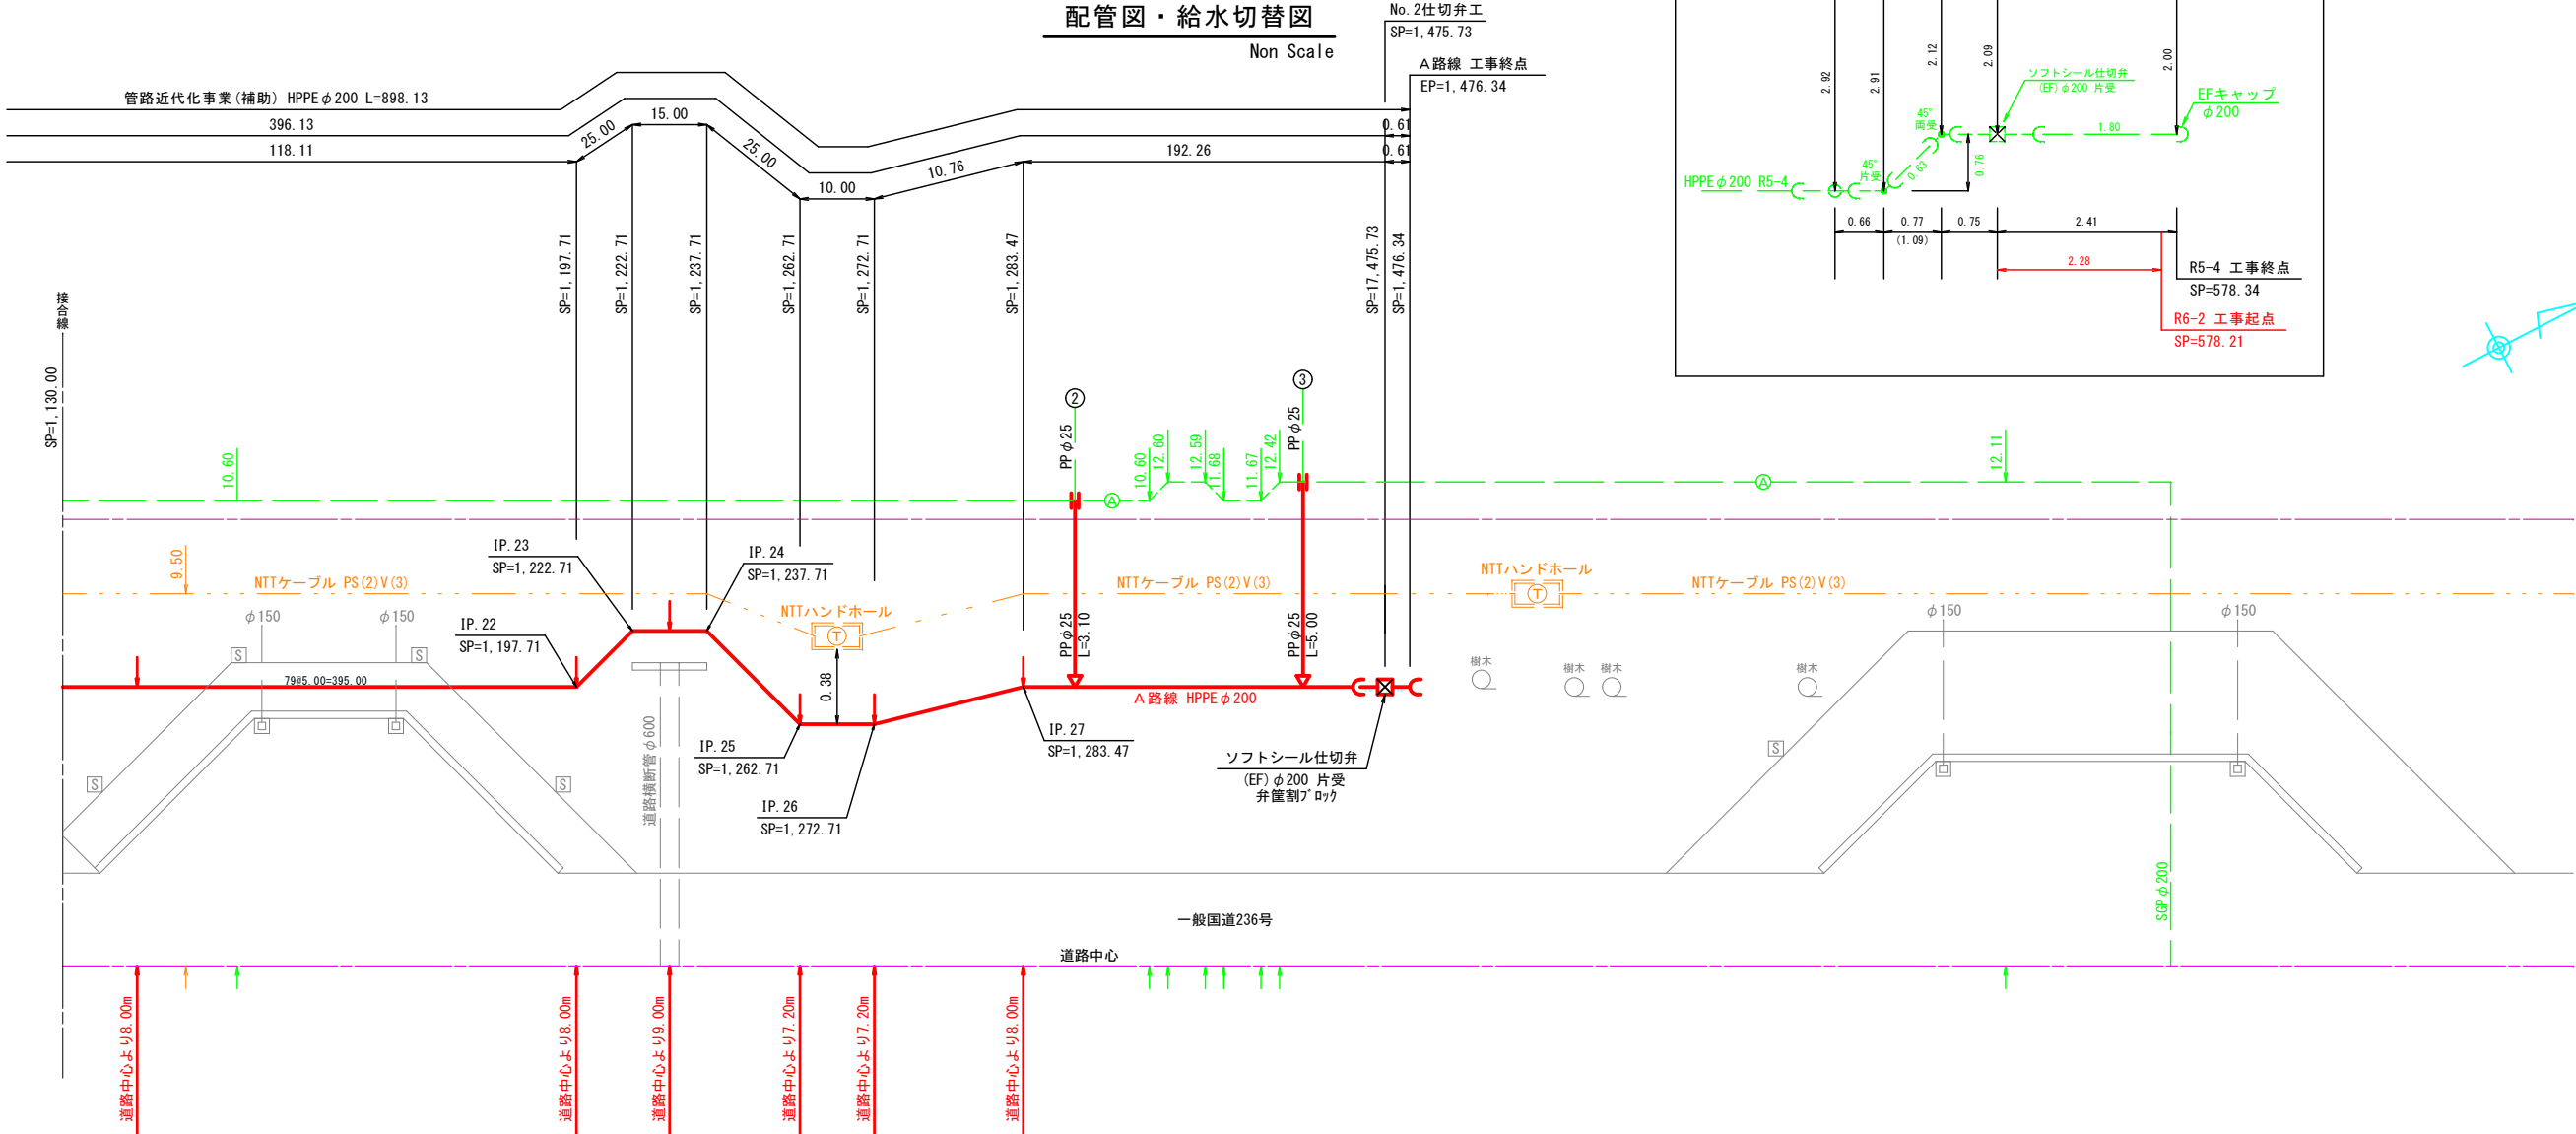 配管図・給水切替図
Non Scale
No.2仕切弁工
SP=1,475.73
A路線 工事終点
EP=1,476.34
管路近代化事業(補助) HPPEφ200 L=898.13
396.13
118.11
25.00
15.00
25.00
10.00
10.76
192.26
0.61
0.61
SP=1,197.71
SP=1,222.71
SP=1,237.71
SP=1,262.71
SP=1,272.71
SP=1,283.47
SP=17,475.73
SP=1,476.34
2.92
2.91
2.12
2.09
2.00
ソフトシール仕切弁
(EF)φ200 片受
EFキャップ
φ200
45°
両受
1.80
45°
片受
0.63
0.76
HPPEφ200 R5-4
0.66
0.77
(1.09)
0.75
2.41
2.28
R5-4 工事終点
SP=578.34
R6-2 工事起点
SP=578.21
接合線
SP=1,130.00
10.60
②
PPφ25
10.60
12.60
12.59
11.68
11.67
12.42
③
PPφ25
12.11
A
A
9.50
NTTケーブル PS(2)V(3)
IP.23
SP=1,222.71
IP.24
SP=1,237.71
NTTハンドホール
T
NTTケーブル PS(2)V(3)
NTTハンドホール
T
NTTケーブル PS(2)V(3)
φ150
φ150
φ150
φ150
IP.22
SP=1,197.71
S
S
S
S
S
79@5.00=395.00
PPφ25
L=3.10
PPφ25
L=5.00
樹木
樹木
樹木
樹木
0.38
A路線 HPPEφ200
道路横断管φ600
IP.25
SP=1,262.71
IP.26
SP=1,272.71
IP.27
SP=1,283.47
ソフトシール仕切弁
(EF)φ200 片受
弁筐割ブロック
SGPφ200
一般国道236号
道路中心
道路中心より8.00m
道路中心より8.00m
道路中心より9.00m
道路中心より7.20m
道路中心より7.20m
道路中心より8.00m